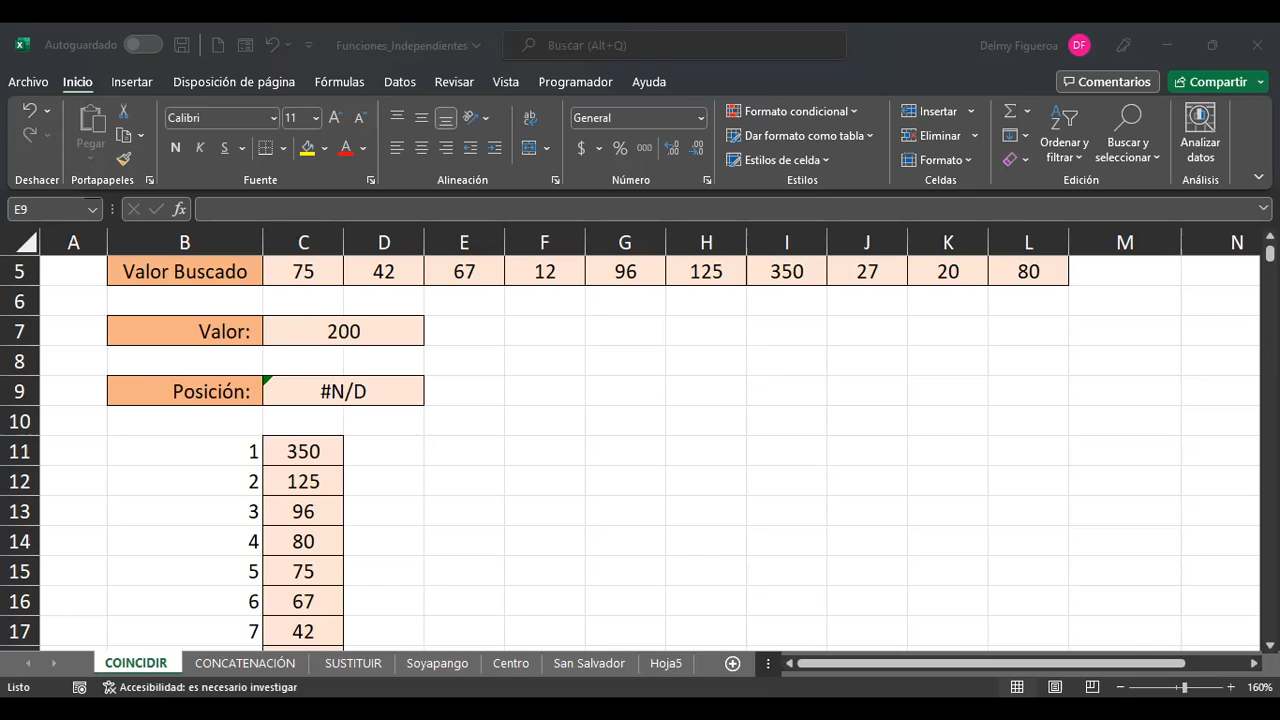 Autoguardado
Funciones_Independientes
Buscar (Alt+Q)
Delmy Figueroa
DF
Archivo Inicio Insertar Disposición de página Fórmulas Datos Revisar Vista Programador Ayuda
Comentarios
Compartir
Pegar
Calibri 11
N K S
General
$ % 000
Formato condicional
Dar formato como tabla
Estilos de celda
Insertar
Eliminar
Formato
Ordenar y filtrar
Buscar y seleccionar
Analizar datos
Deshacer Portapapeles Fuente Alineación Número Estilos Celdas Edición Análisis
E9 fx
A B C D E F G H I J K L M N
5 Valor Buscado 75 42 67 12 96 125 350 27 20 80
6
7 Valor: 200
8
9 Posición: #N/D
10
11 1 350
12 2 125
13 3 96
14 4 80
15 5 75
16 6 67
17 7 42
COINCIDIR CONCATENACIÓN SUSTITUIR Soyapango Centro San Salvador Hoja5
Listo Accesibilidad: es necesario investigar 160%